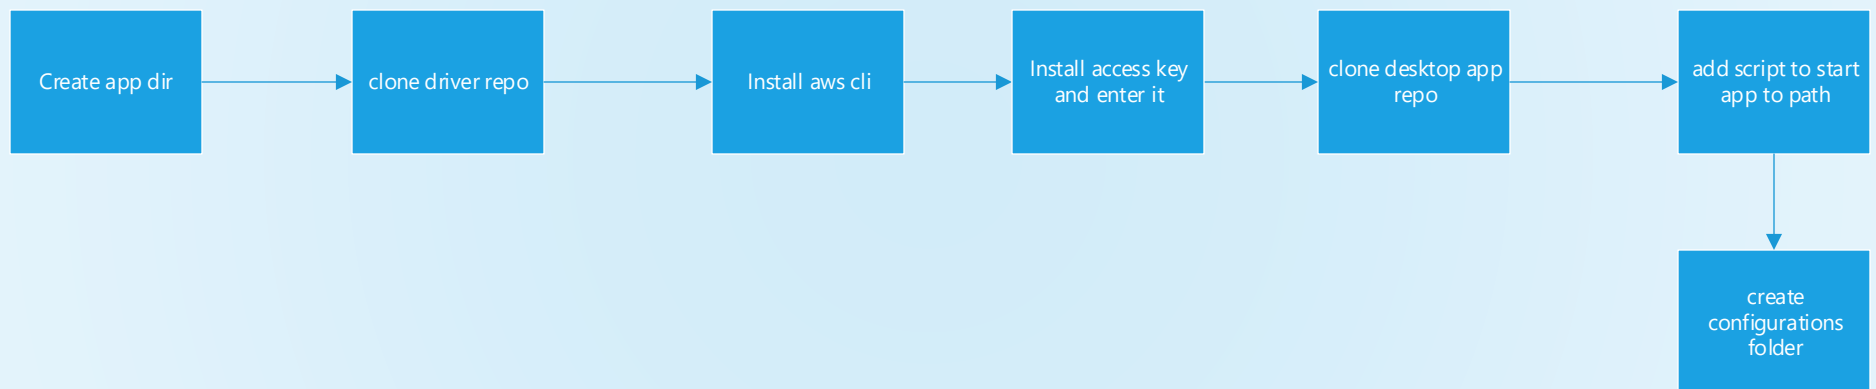 Create app dir
clone driver repo
Install aws cli
Install access key
and enter it
clone desktop app
repo
add script to start
app to path
create
configurations
folder